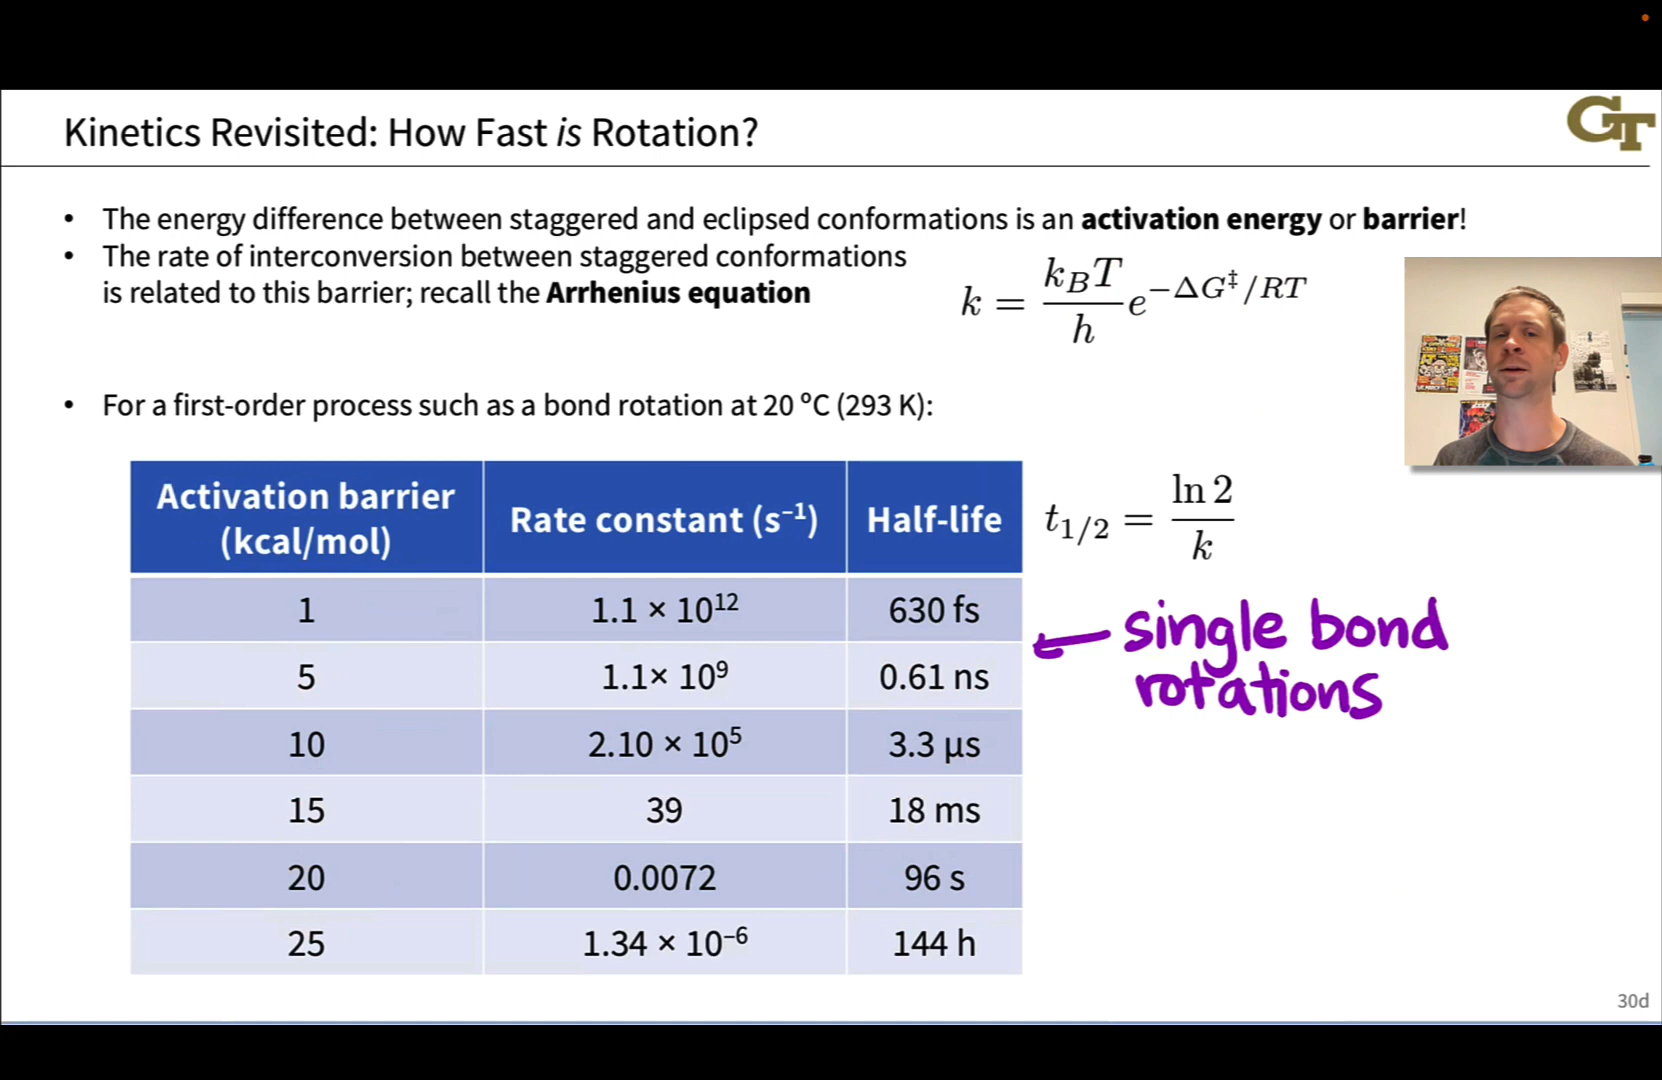 Kinetics Revisited: How Fast is Rotation?
GT
• The energy difference between staggered and eclipsed conformations is an activation energy or barrier!
• The rate of interconversion between staggered conformations
is related to this barrier; recall the Arrhenius equation
k = k_BT/h e^−ΔG‡/RT
• For a first-order process such as a bond rotation at 20 °C (293 K):
Activation barrier (kcal/mol) Rate constant (s⁻¹) Half-life
1 1.1 × 10¹² 630 fs
5 1.1× 10⁹ 0.61 ns
10 2.10 × 10⁵ 3.3 µs
15 39 18 ms
20 0.0072 96 s
25 1.34 × 10⁻⁶ 144 h
t_1/2 = ln 2/k
single bond
rotations
30d